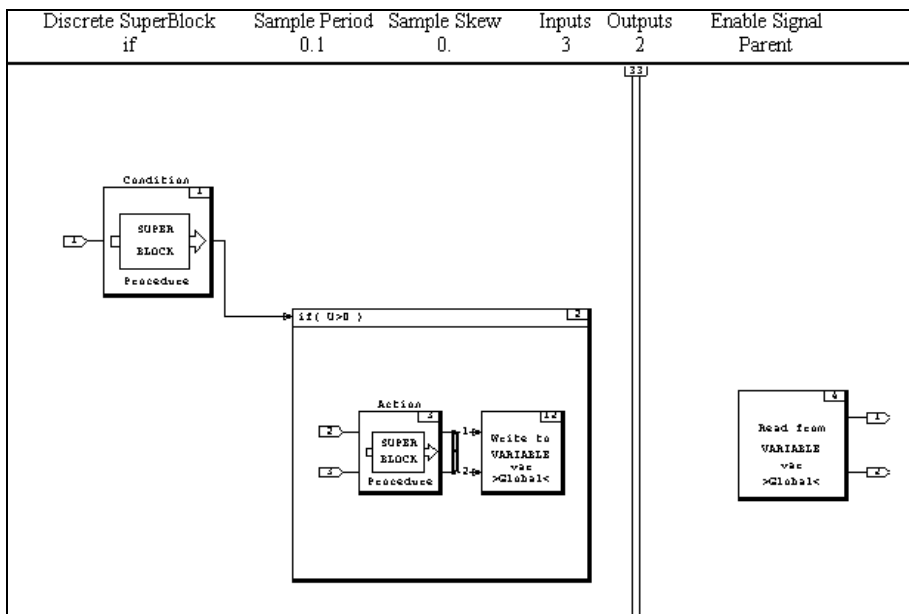 Discrete SuperBlock Sample Period Sample Skew Inputs Outputs Enable Signal
if 0.1 0. 3 2 Parent
33
Condition
1
SUPER
1
BLOCK
Procedure
if( U>0 ) 2
Action
3 12
2 1 Write to
SUPER VARIABLE
BLOCK var
3 2 >Global<
Procedure
4
Read from 1
VARIABLE
var 2
>Global<